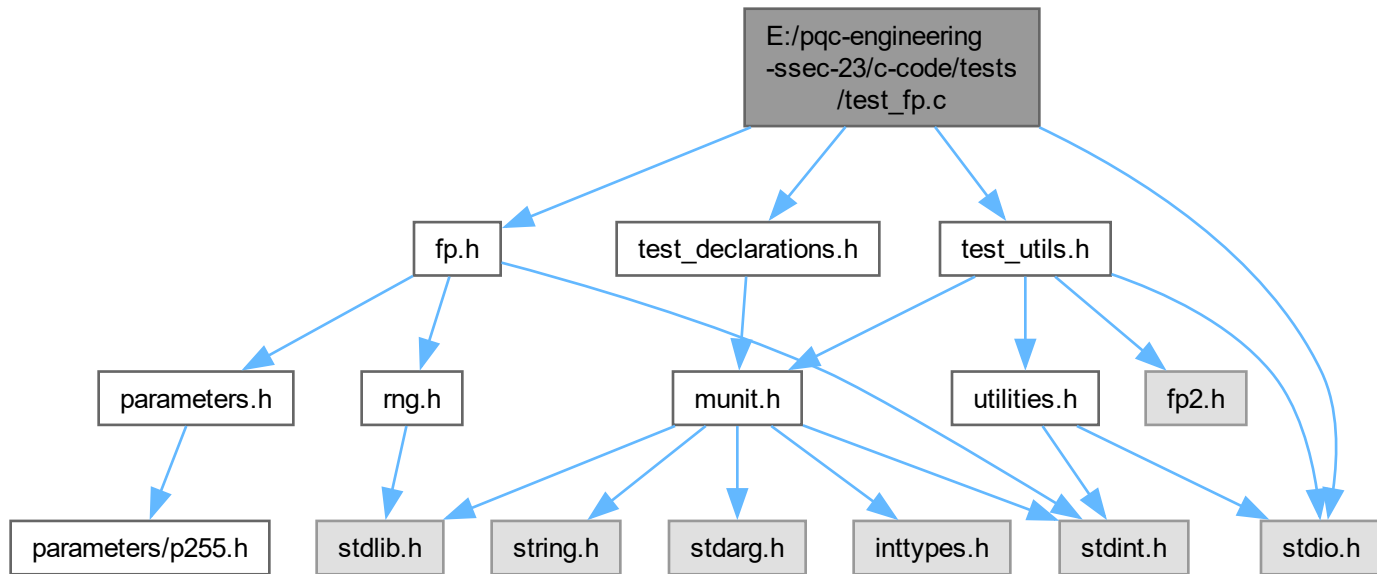 E:/pqc-engineering
-ssec-23/c-code/tests
/test_fp.c
fp.h
test_declarations.h
test_utils.h
parameters.h
rng.h
munit.h
utilities.h
fp2.h
parameters/p255.h
stdlib.h
string.h
stdarg.h
inttypes.h
stdint.h
stdio.h